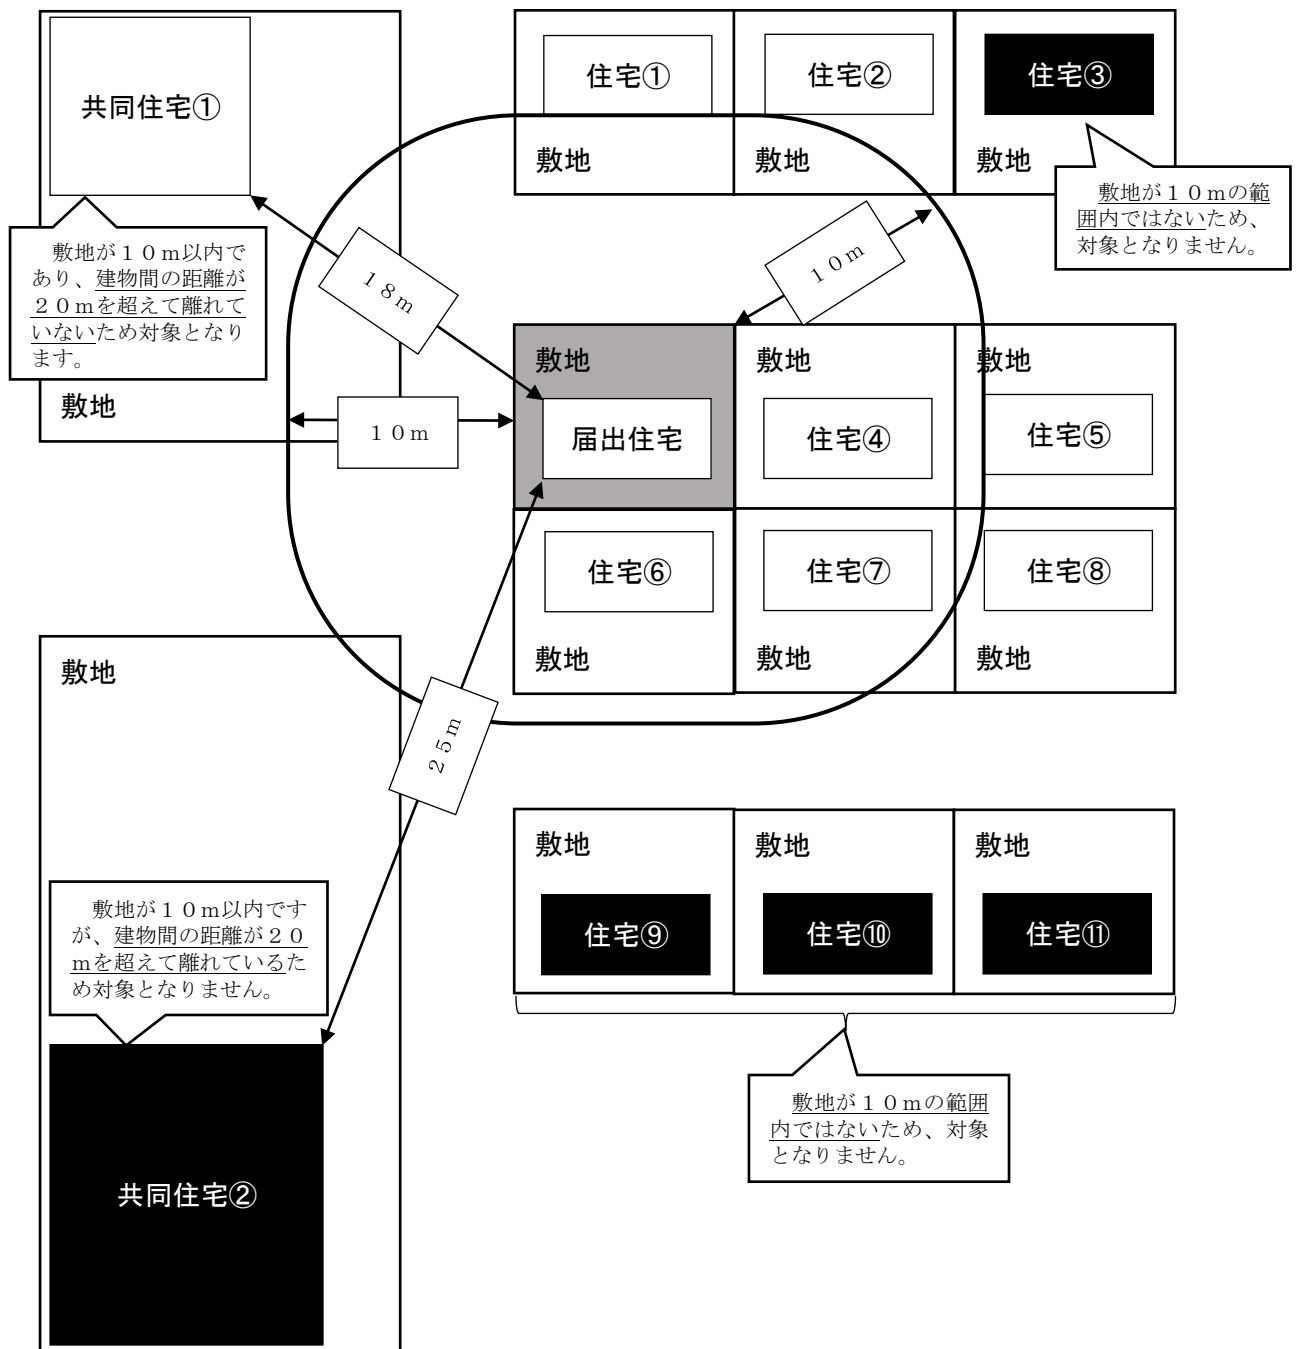 共同住宅①
住宅①
住宅②
住宅③
敷地
敷地
敷地
敷地が10mの範
囲内ではないため、
対象となりません。
敷地が10m以内で
あり、建物間の距離が
20mを超えて離れて
いないため対象となり
ます。
敷地
18m
10m
10m
敷地
届出住宅
敷地
住宅④
敷地
住宅⑤
住宅⑥
敷地
住宅⑦
敷地
住宅⑧
敷地
敷地
25m
敷地が10m以内です
が、建物間の距離が20
mを超えて離れているた
め対象となりません。
共同住宅②
敷地
敷地
敷地
住宅⑨
住宅⑩
住宅⑪
敷地が10mの範囲
内ではないため、対象
となりません。